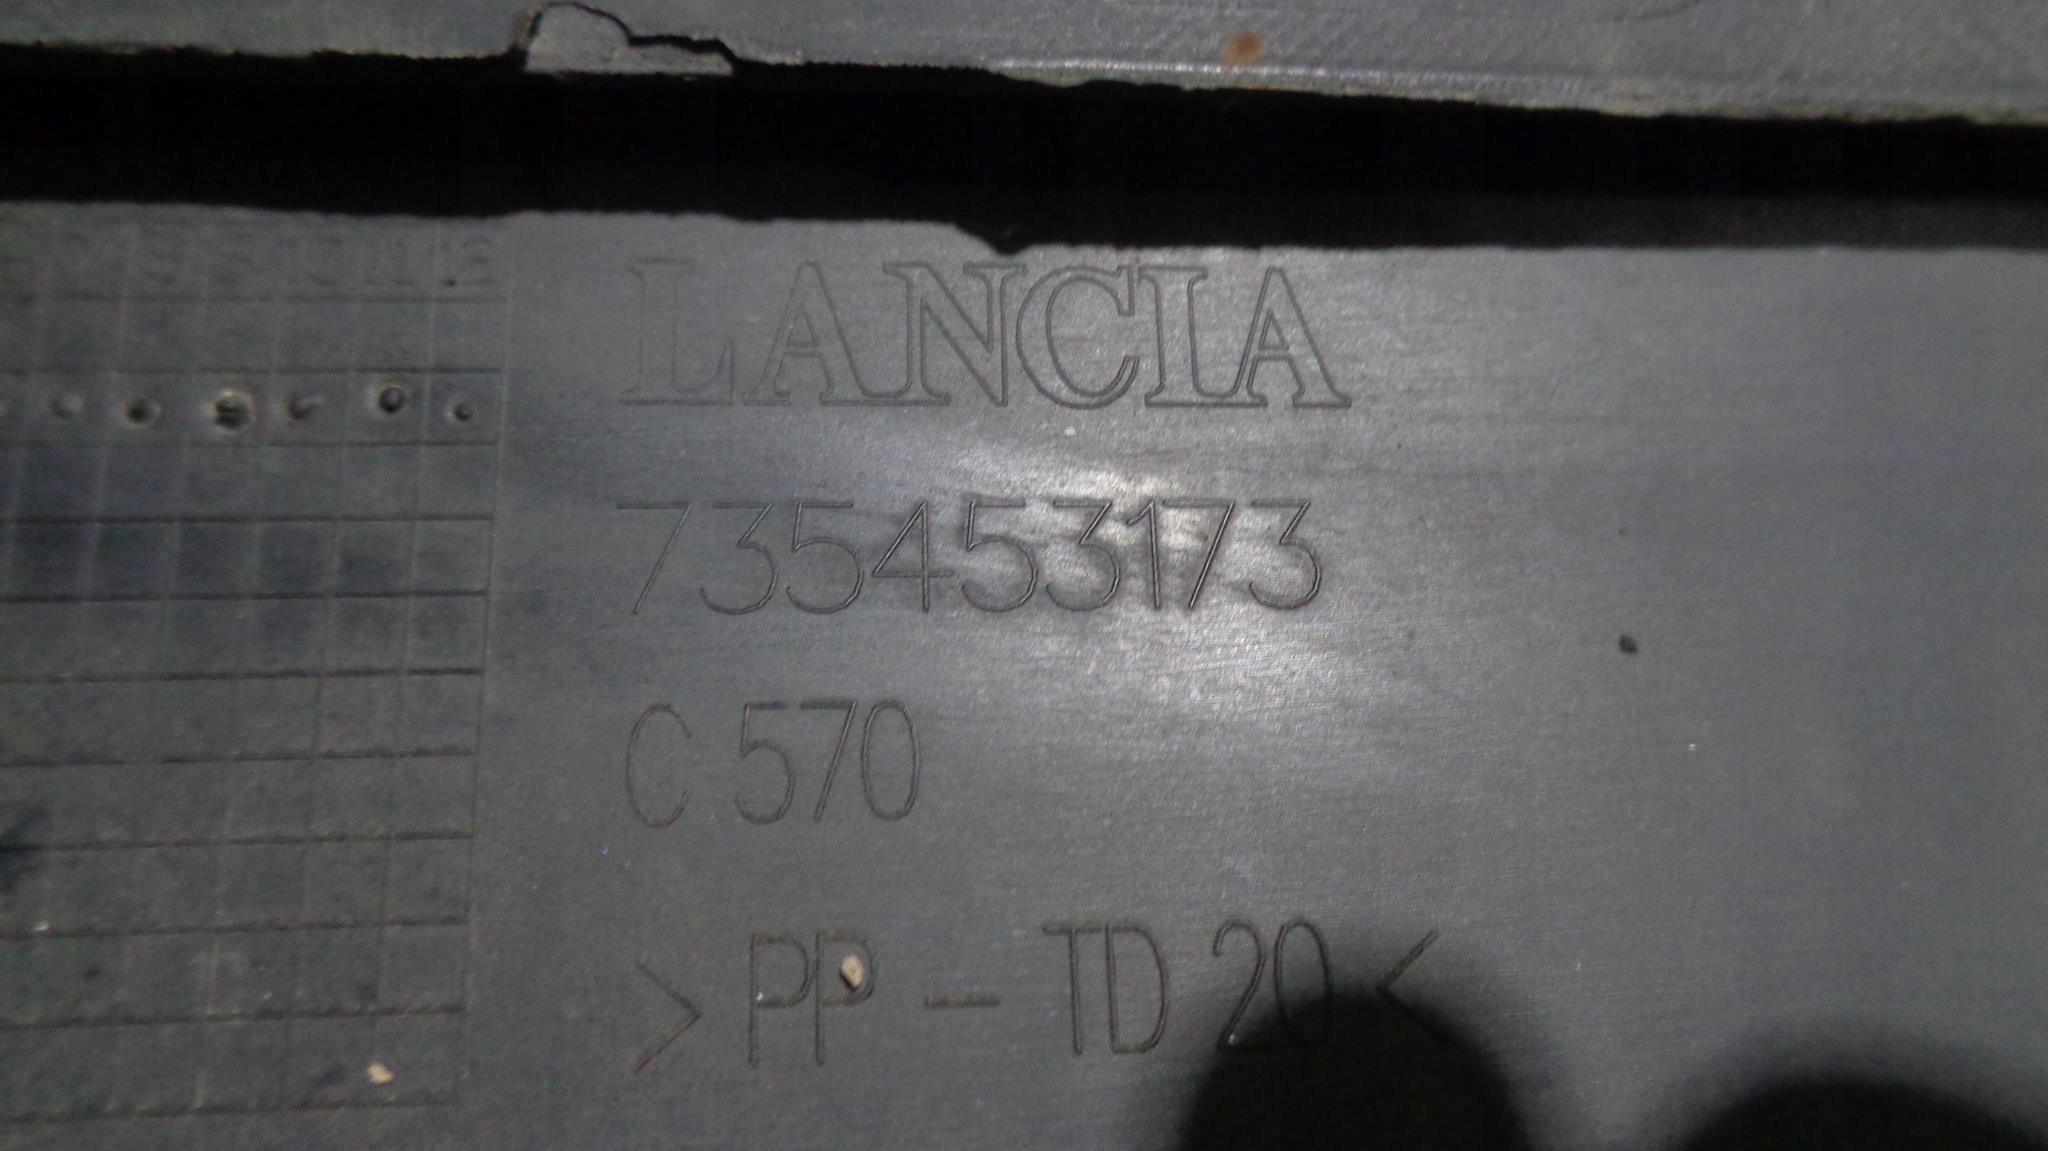 LANCIA
735453173
C 570
> PP - TD 20 <